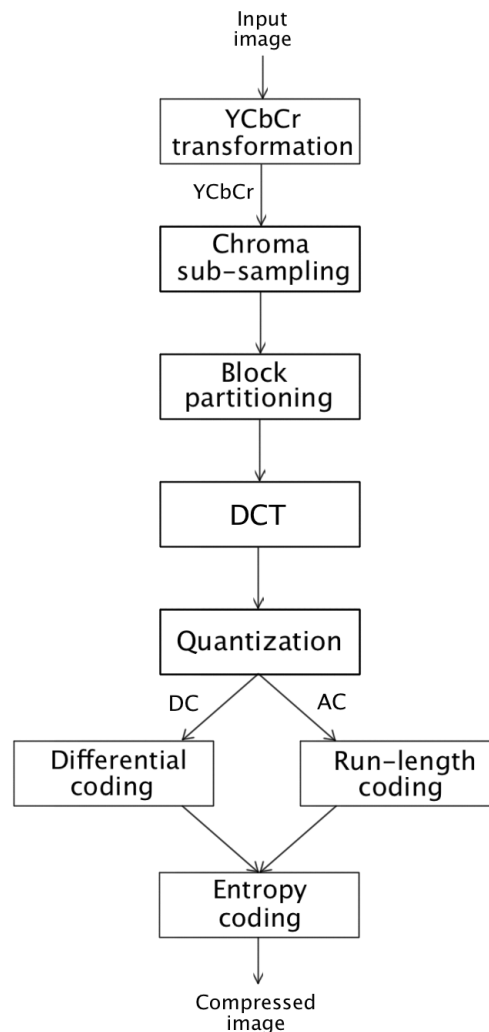 Input
image
YCbCr
transformation
YCbCr
Chroma
sub-sampling
Block
partitioning
DCT
Quantization
DC
AC
Differential
coding
Run-length
coding
Entropy
coding
Compressed
image